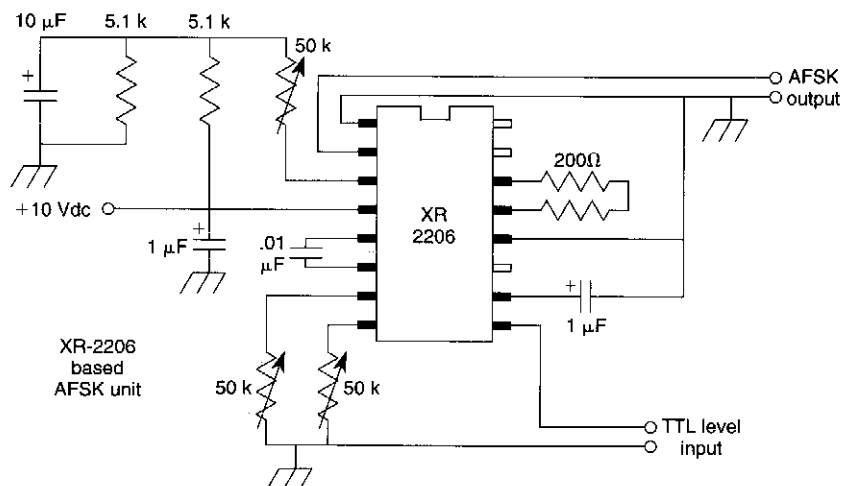 10 μF
5.1 k
5.1 k
50 k
+
AFSK
output
200Ω
+10 Vdc
XR
2206
+
1 μF
.01
μF
+
1 μF
XR-2206
based
AFSK unit
50 k
50 k
TTL level
input